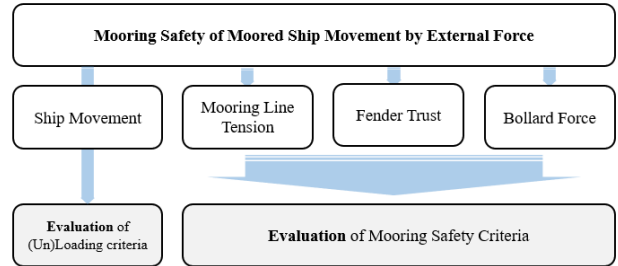 Mooring Safety of Moored Ship Movement by External Force
Ship Movement
Mooring Line
Tension
Fender Trust
Bollard Force
Evaluation of
(Un)Loading criteria
Evaluation of Mooring Safety Criteria